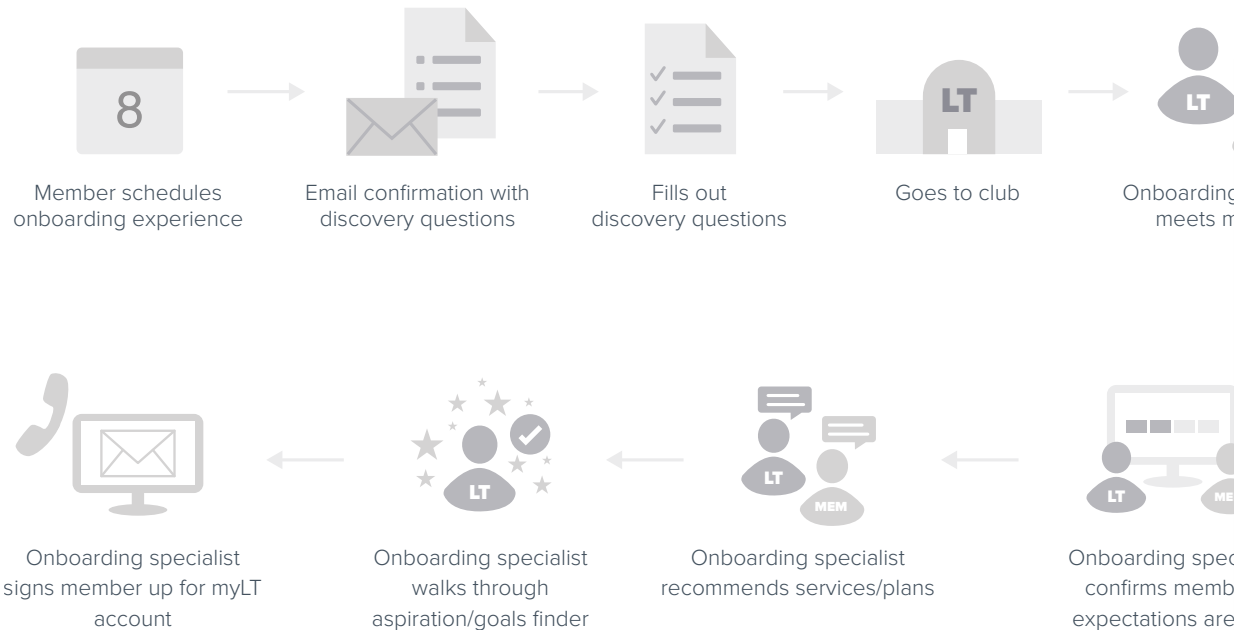 8
LT
LT
Member schedules
onboarding experience
Email confirmation with
discovery questions
Fills out
discovery questions
Goes to club
Onboarding
meets
LT
LT
MEM
LT
Onboarding specialist
signs member up for myLT
account
Onboarding specialist
walks through
aspiration/goals finder
Onboarding specialist
recommends services/plans
Onboarding
confirms
expectations are